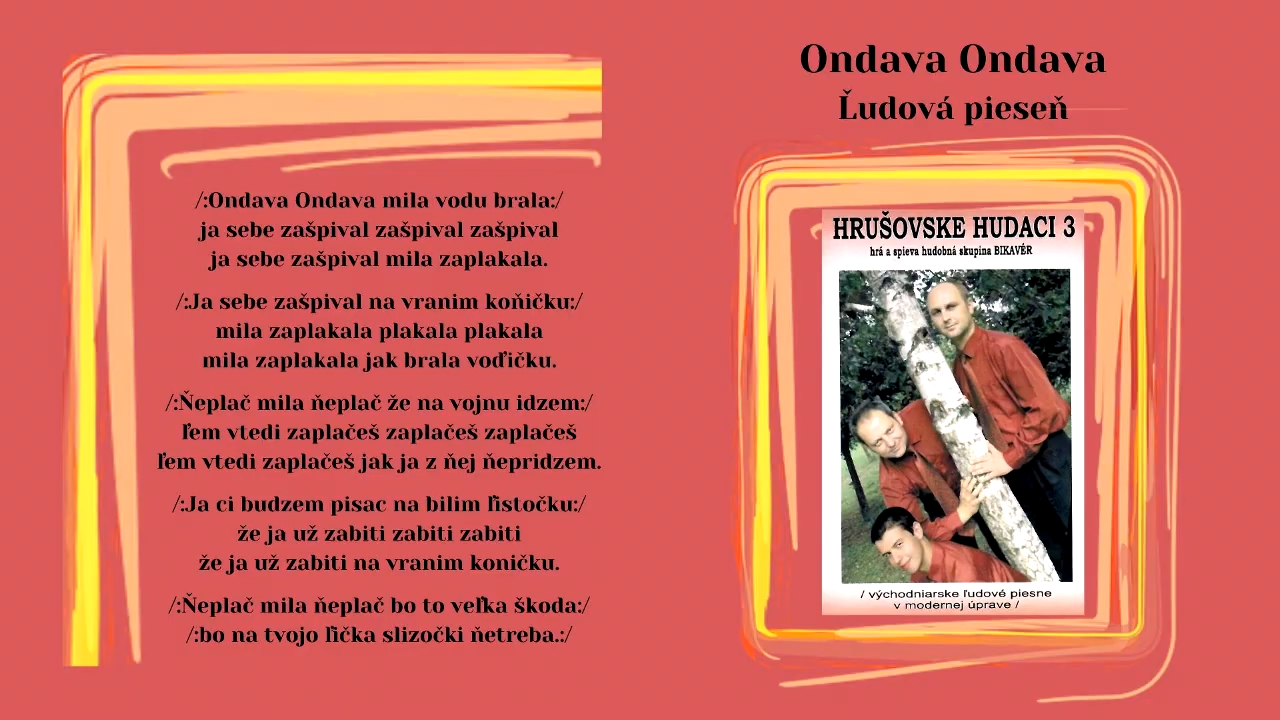 Ondava Ondava
Ľudová pieseň
/:Ondava Ondava mila vodu brala:/
ja sebe zašpival zašpival zašpival
ja sebe zašpival mila zaplakala.
/:Ja sebe zašpival na vranim koňičku:/
mila zaplakala plakala plakala
mila zaplakala jak brala voďičku.
/:Ňeplač mila ňeplač že na vojnu idzem:/
ľem vtedi zaplačeš zaplačeš zaplačeš
ľem vtedi zaplačeš jak ja z ňej ňepridzem.
/:Ja ci budzem pisac na bilim ľistočku:/
že ja už zabiti zabiti zabiti
že ja už zabiti na vranim koničku.
/:Ňeplač mila ňeplač bo to veľka škoda:/
/:bo na tvojo ľička slizočki ňetreba.:/
HRUŠOVSKE HUDACI 3
hrá a spieva hudobná skupina BIKAVÉR
/ východniarske ľudové piesne
v modernej úprave /